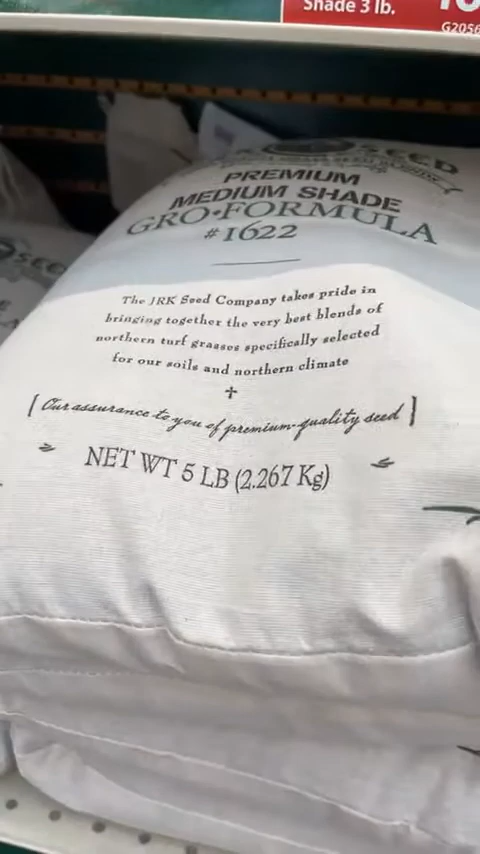 Shade 3 lb.
G2056
SEED
PREMIUM
MEDIUM SHADE
GRO·FORMULA
#1622
The JRK Seed Company takes pride in
bringing together the very best blends of
northern turf grasses specifically selected
for our soils and northern climate
[ Our assurance to you of premium-quality seed ]
NET WT 5 LB (2.267 Kg)